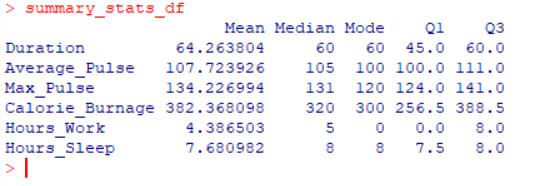 > summary_stats_df
Mean Median Mode Q1 Q3
Duration 64.263804 60 60 45.0 60.0
Average_Pulse 107.723926 105 100 100.0 111.0
Max_Pulse 134.226994 131 120 124.0 141.0
Calorie_Burnage 382.368098 320 300 256.5 388.5
Hours_Work 4.386503 5 0 0.0 8.0
Hours_Sleep 7.680982 8 8 7.5 8.0
>